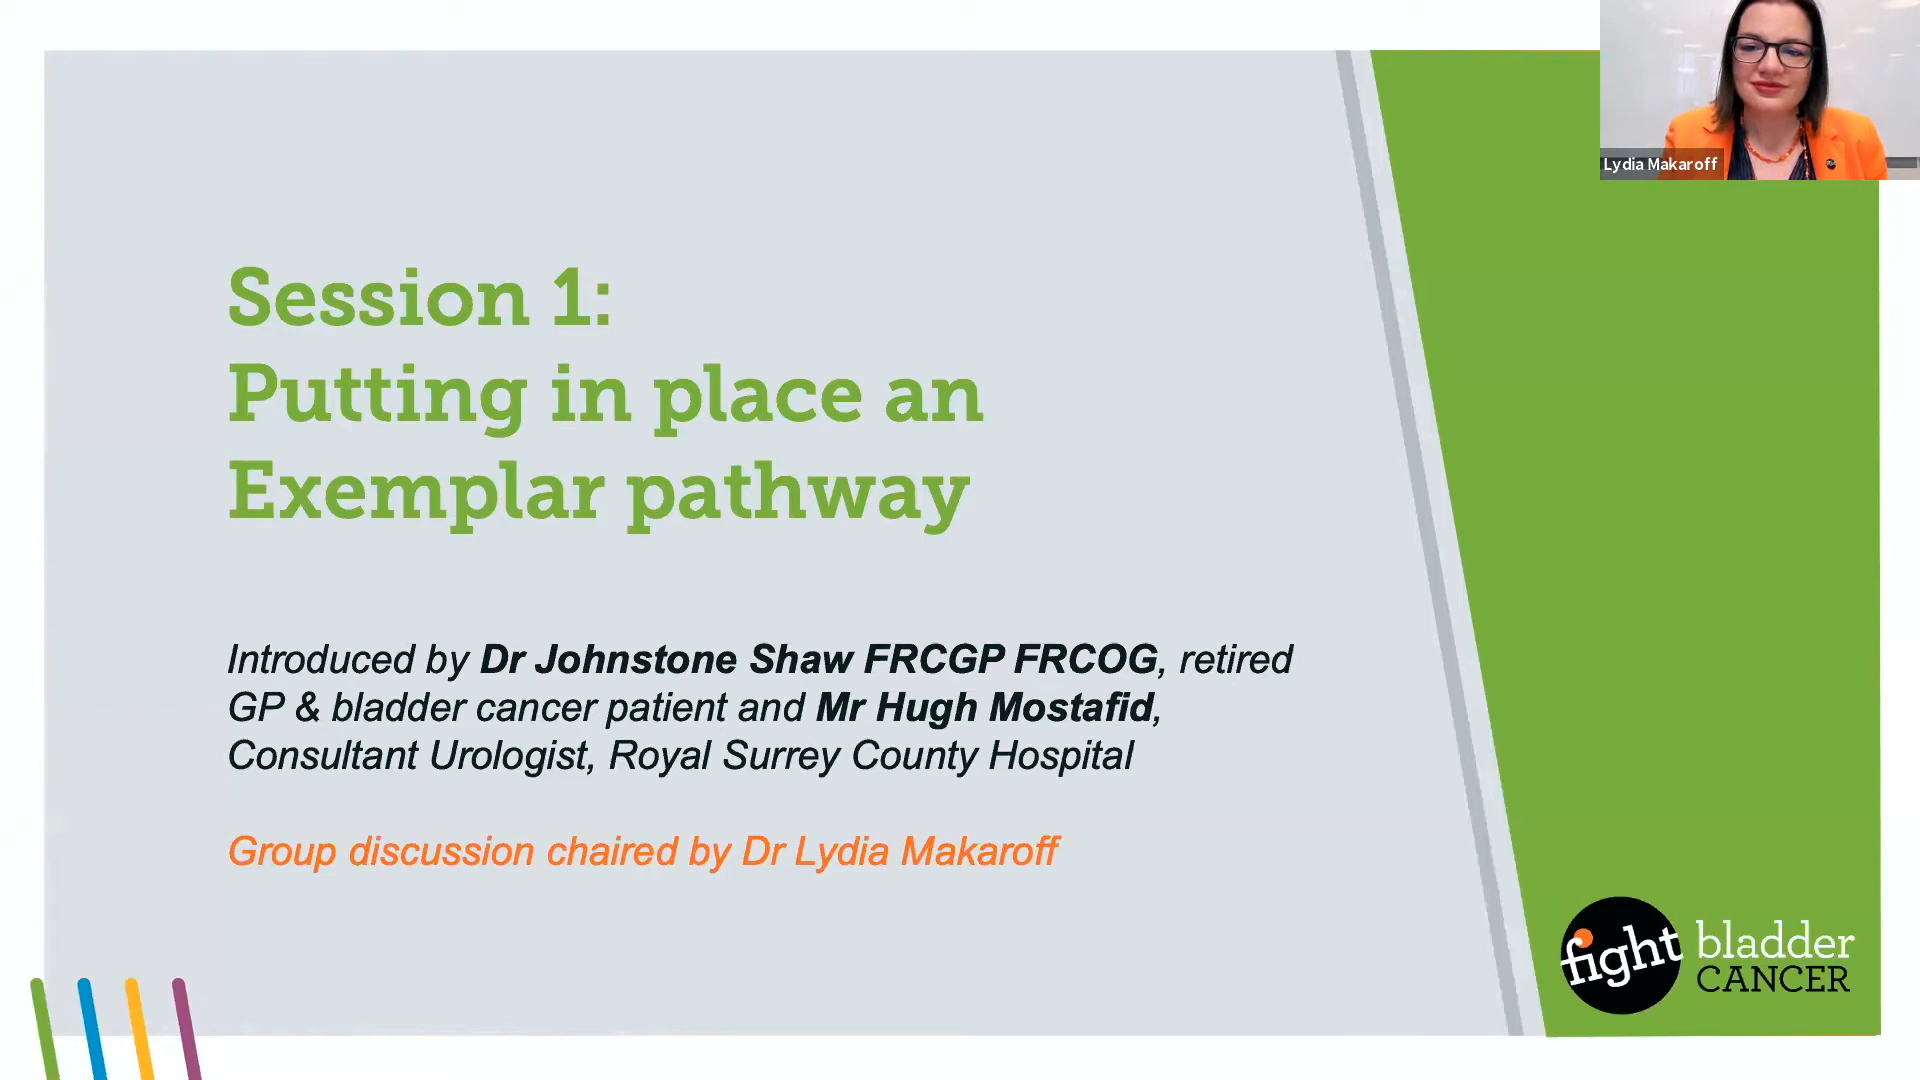 Lydia Makaroff
Session 1:
Putting in place an
Exemplar pathway
Introduced by Dr Johnstone Shaw FRCGP FRCOG, retired
GP & bladder cancer patient and Mr Hugh Mostafid,
Consultant Urologist, Royal Surrey County Hospital
Group discussion chaired by Dr Lydia Makaroff
fight bladder
CANCER